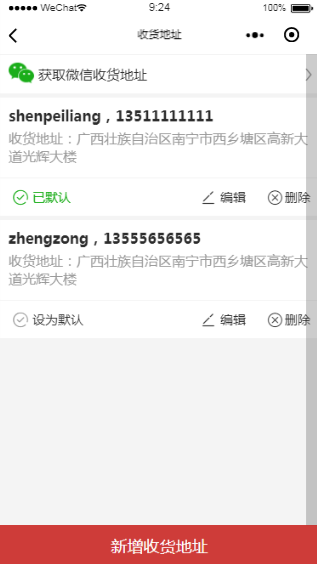 WeChat 9:24 100%
收货地址
获取微信收货地址
shenpeiliang，13511111111
收货地址：广西壮族自治区南宁市西乡塘区高新大
道光辉大楼
已默认 编辑 删除
zhengzong，13555656565
收货地址：广西壮族自治区南宁市西乡塘区高新大
道光辉大楼
设为默认 编辑 删除
新增收货地址